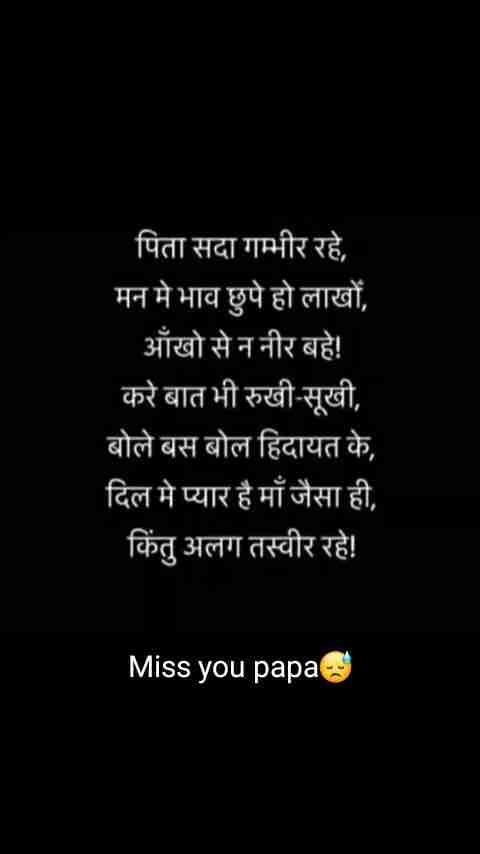 पिता सदा गम्भीर रहे,
मन मे भाव छुपे हो लाखों,
आँखो से न नीर बहे!
करे बात भी रुखी-सूखी,
बोले बस बोल हिदायत के,
दिल मे प्यार है माँ जैसा ही,
किंतु अलग तस्वीर रहे!
Miss you papa😓